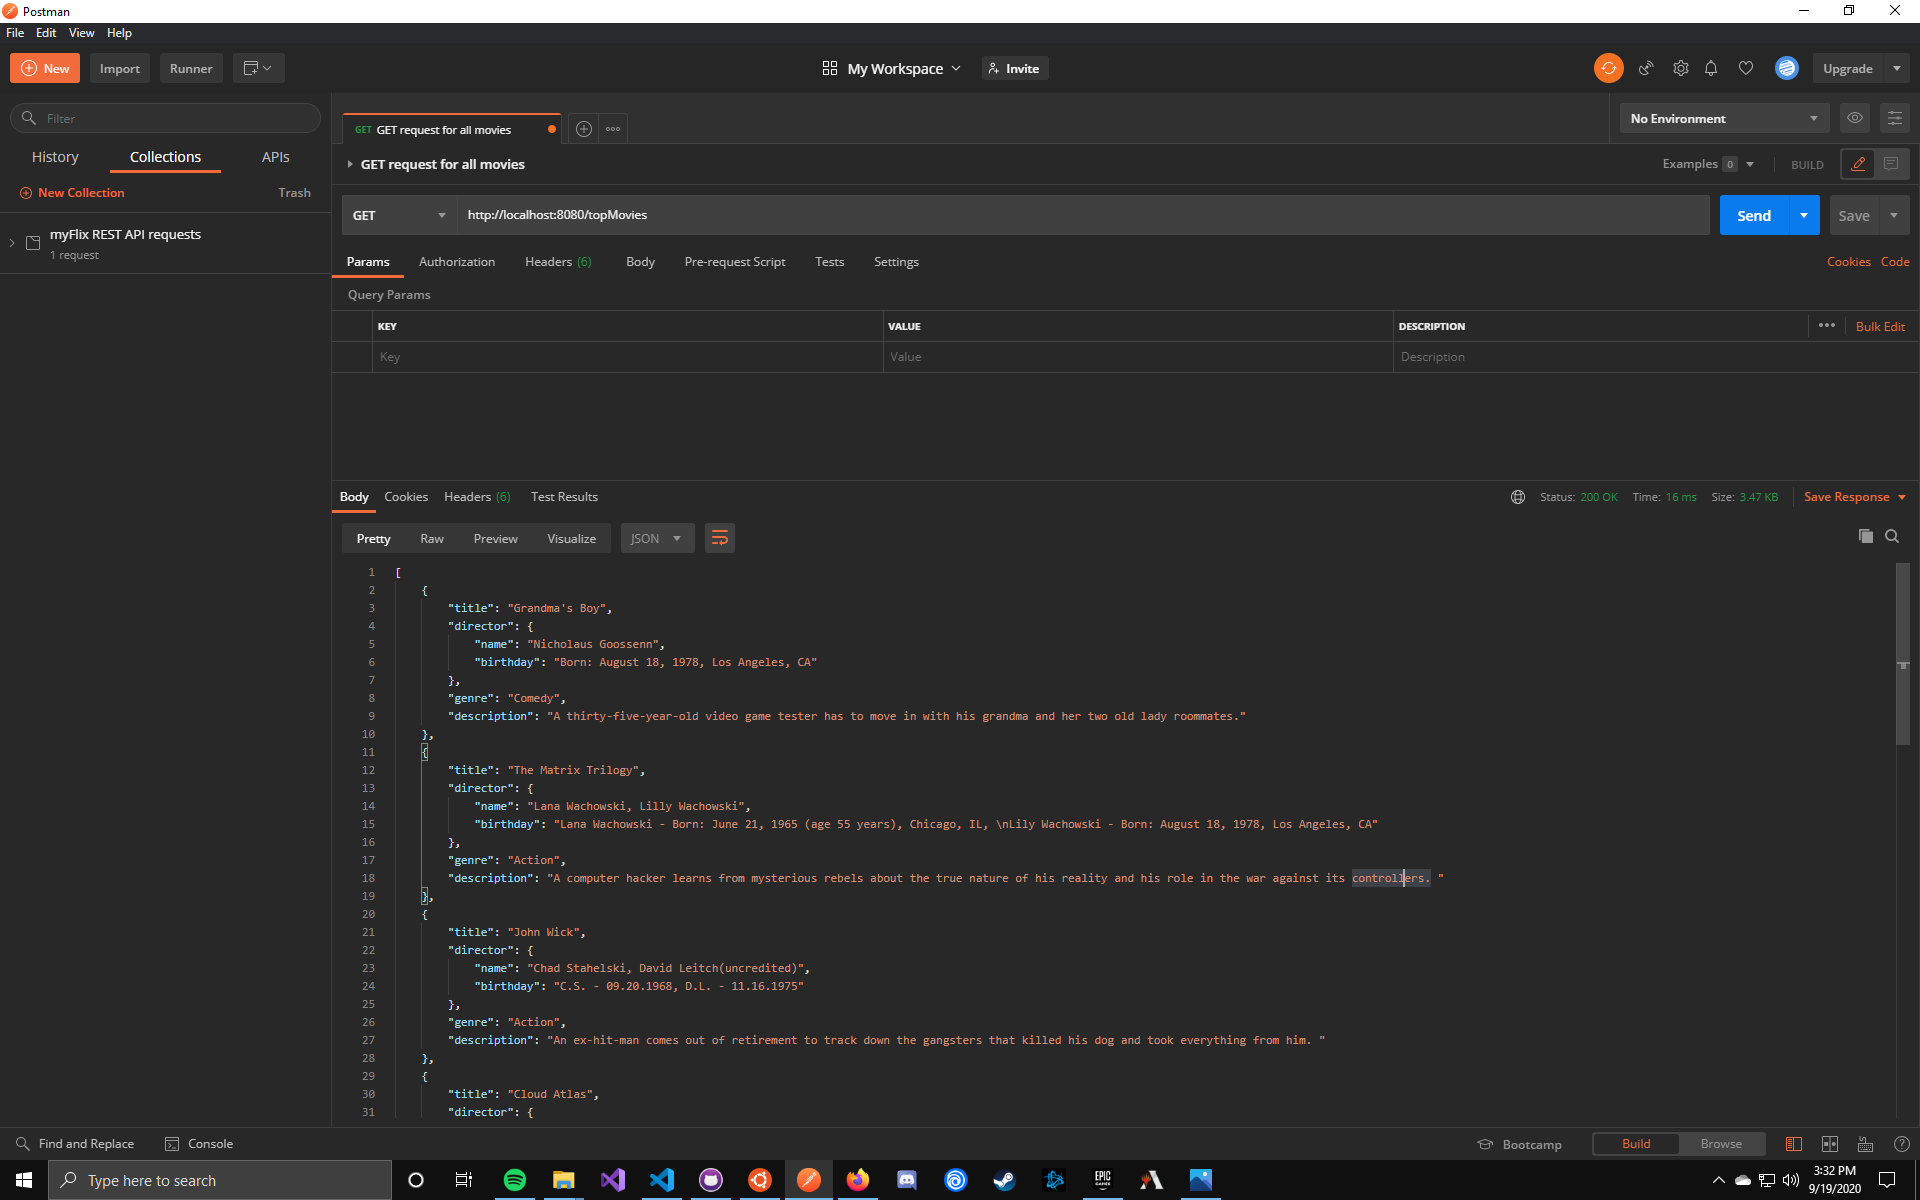 Postman
File Edit View Help
New Import Runner My Workspace Invite Upgrade
Filter
History Collections APIs
New Collection Trash
myFlix REST API requests
1 request
GET GET request for all movies
No Environment
GET request for all movies
Examples 0 BUILD
GET http://localhost:8080/topMovies Send Save
Params Authorization Headers (6) Body Pre-request Script Tests Settings Cookies Code
Query Params
KEY VALUE DESCRIPTION Bulk Edit
Key Value Description
Body Cookies Headers (6) Test Results Status: 200 OK Time: 16 ms Size: 3.47 KB Save Response
Pretty Raw Preview Visualize JSON
1 [
2 {
3 "title": "Grandma's Boy",
4 "director": {
5 "name": "Nicholaus Goossenn",
6 "birthday": "Born: August 18, 1978, Los Angeles, CA"
7 },
8 "genre": "Comedy",
9 "description": "A thirty-five-year-old video game tester has to move in with his grandma and her two old lady roommates."
10 },
11 {
12 "title": "The Matrix Trilogy",
13 "director": {
14 "name": "Lana Wachowski, Lilly Wachowski",
15 "birthday": "Lana Wachowski - Born: June 21, 1965 (age 55 years), Chicago, IL, \nLily Wachowski - Born: August 18, 1978, Los Angeles, CA"
16 },
17 "genre": "Action",
18 "description": "A computer hacker learns from mysterious rebels about the true nature of his reality and his role in the war against its controllers. "
19 },
20 {
21 "title": "John Wick",
22 "director": {
23 "name": "Chad Stahelski, David Leitch(uncredited)",
24 "birthday": "C.S. - 09.20.1968, D.L. - 11.16.1975"
25 },
26 "genre": "Action",
27 "description": "An ex-hit-man comes out of retirement to track down the gangsters that killed his dog and took everything from him. "
28 },
29 {
30 "title": "Cloud Atlas",
31 "director": {
Find and Replace Console Bootcamp Build Browse
Type here to search
EPIC GAMES
3:32 PM
9/19/2020